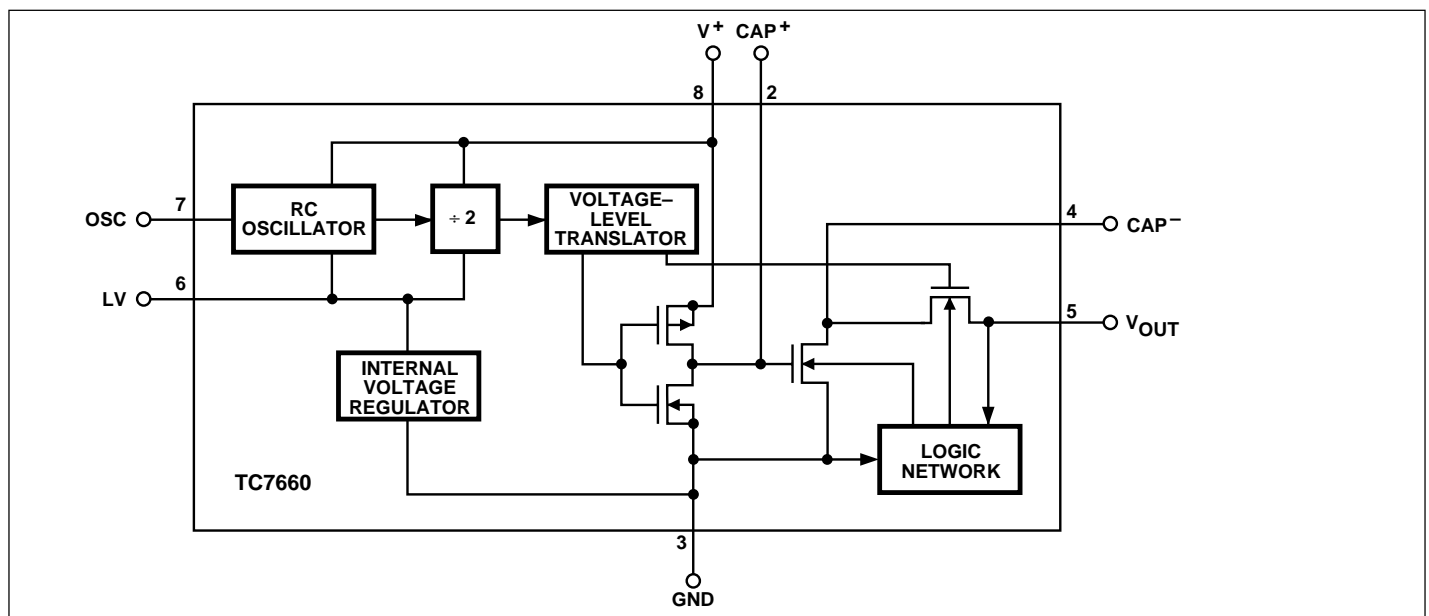 V+ CAP+
8 2
OSC 7
RC
OSCILLATOR
÷ 2
VOLTAGE–
LEVEL
TRANSLATOR
4 CAP–
LV 6
5 VOUT
INTERNAL
VOLTAGE
REGULATOR
LOGIC
NETWORK
TC7660
3
GND